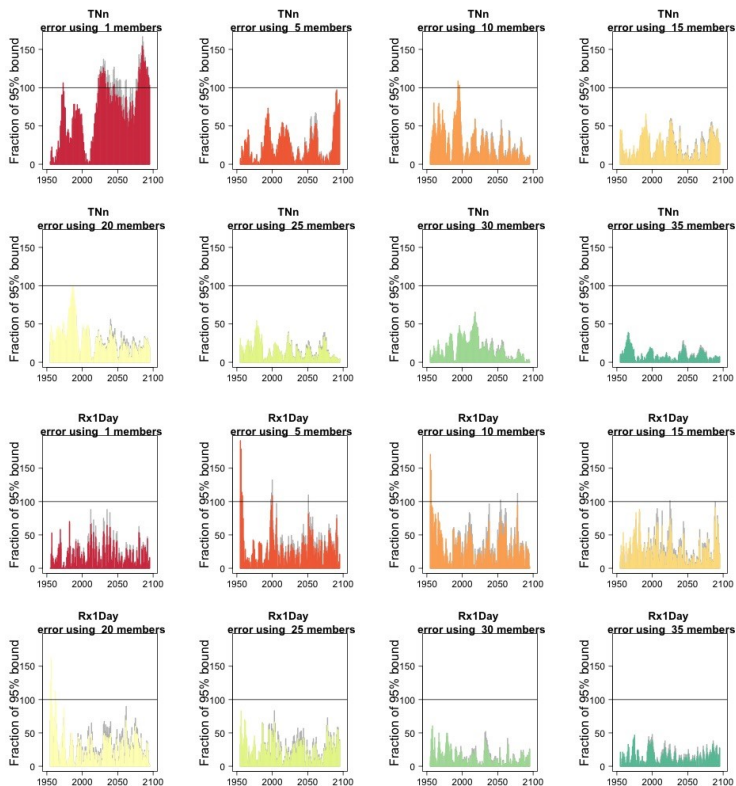 TNn
error using 1 members
Fraction of 95% bound
150
100
50
0
1950 2000 2050 2100
TNn
error using 5 members
Fraction of 95% bound
150
100
50
0
1950 2000 2050 2100
TNn
error using 10 members
Fraction of 95% bound
150
100
50
0
1950 2000 2050 2100
TNn
error using 15 members
Fraction of 95% bound
150
100
50
0
1950 2000 2050 2100
TNn
error using 20 members
Fraction of 95% bound
150
100
50
0
1950 2000 2050 2100
TNn
error using 25 members
Fraction of 95% bound
150
100
50
0
1950 2000 2050 2100
TNn
error using 30 members
Fraction of 95% bound
150
100
50
0
1950 2000 2050 2100
TNn
error using 35 members
Fraction of 95% bound
150
100
50
0
1950 2000 2050 2100
Rx1Day
error using 1 members
Fraction of 95% bound
150
100
50
0
1950 2000 2050 2100
Rx1Day
error using 5 members
Fraction of 95% bound
150
100
50
0
1950 2000 2050 2100
Rx1Day
error using 10 members
Fraction of 95% bound
150
100
50
0
1950 2000 2050 2100
Rx1Day
error using 15 members
Fraction of 95% bound
150
100
50
0
1950 2000 2050 2100
Rx1Day
error using 20 members
Fraction of 95% bound
150
100
50
0
1950 2000 2050 2100
Rx1Day
error using 25 members
Fraction of 95% bound
150
100
50
0
1950 2000 2050 2100
Rx1Day
error using 30 members
Fraction of 95% bound
150
100
50
0
1950 2000 2050 2100
Rx1Day
error using 35 members
Fraction of 95% bound
150
100
50
0
1950 2000 2050 2100